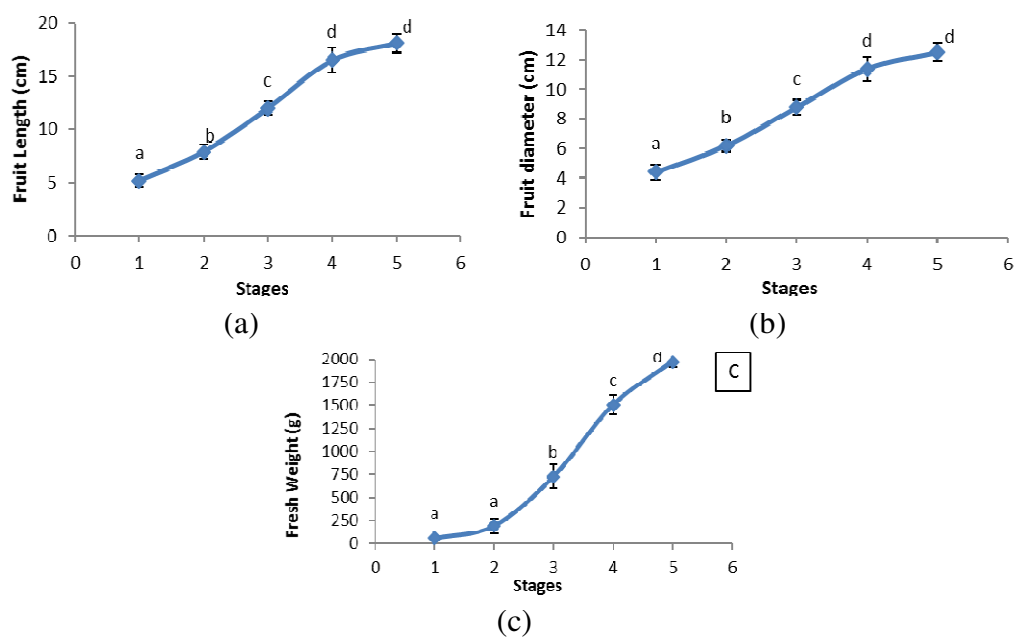 20
15
10
5
0
Fruit Length (cm)
a
b
c
d
d
0 1 2 3 4 5 6
Stages
(a)
14
12
10
8
6
4
2
0
Fruit diameter (cm)
a
b
c
d
d
0 1 2 3 4 5 6
Stages
(b)
2000
1750
1500
1250
1000
750
500
250
0
Fresh Weight (g)
a
a
b
c
d
C
0 1 2 3 4 5 6
Stages
(c)